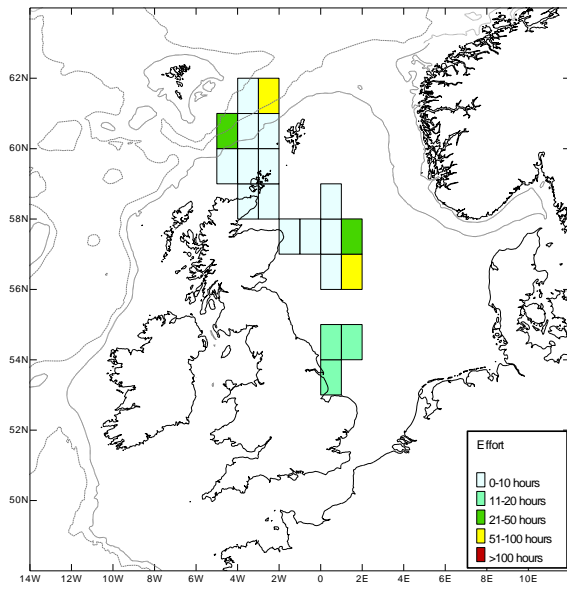 62N
60N
58N
56N
54N
52N
50N
Effort
0-10 hours
11-20 hours
21-50 hours
51-100 hours
>100 hours
14W 12W 10W 8W 6W 4W 2W 0 2E 4E 6E 8E 10E